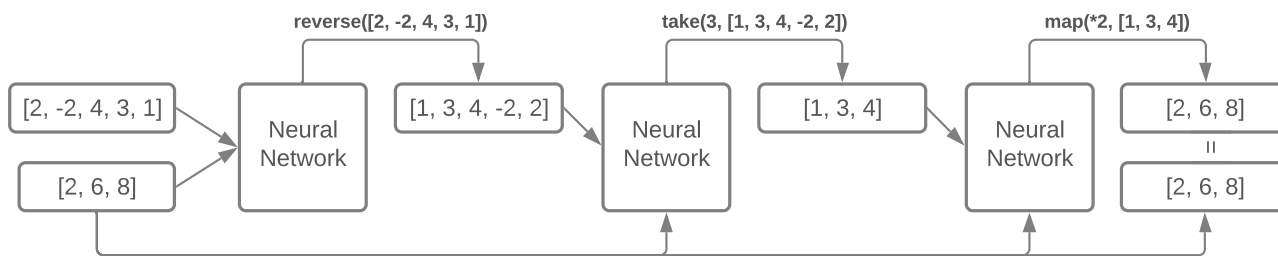 reverse([2, -2, 4, 3, 1])
take(3, [1, 3, 4, -2, 2])
map(*2, [1, 3, 4])
[2, -2, 4, 3, 1]
Neural
Network
[1, 3, 4, -2, 2]
Neural
Network
[1, 3, 4]
Neural
Network
[2, 6, 8]
=
[2, 6, 8]
[2, 6, 8]